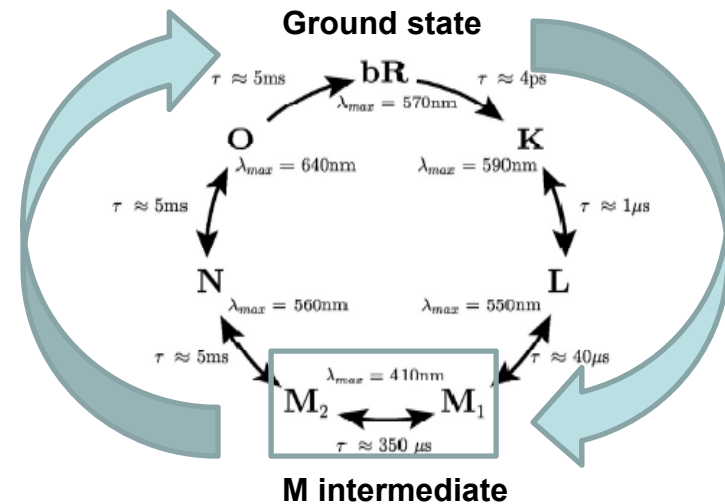 Ground state
bR
τ ≈ 5ms
τ ≈ 4ps
λmax = 570nm
O
K
λmax = 640nm
λmax = 590nm
τ ≈ 5ms
τ ≈ 1μs
N
L
λmax = 560nm
λmax = 550nm
τ ≈ 5ms
τ ≈ 40μs
λmax = 410nm
M2
M1
τ ≈ 350 μs
M intermediate